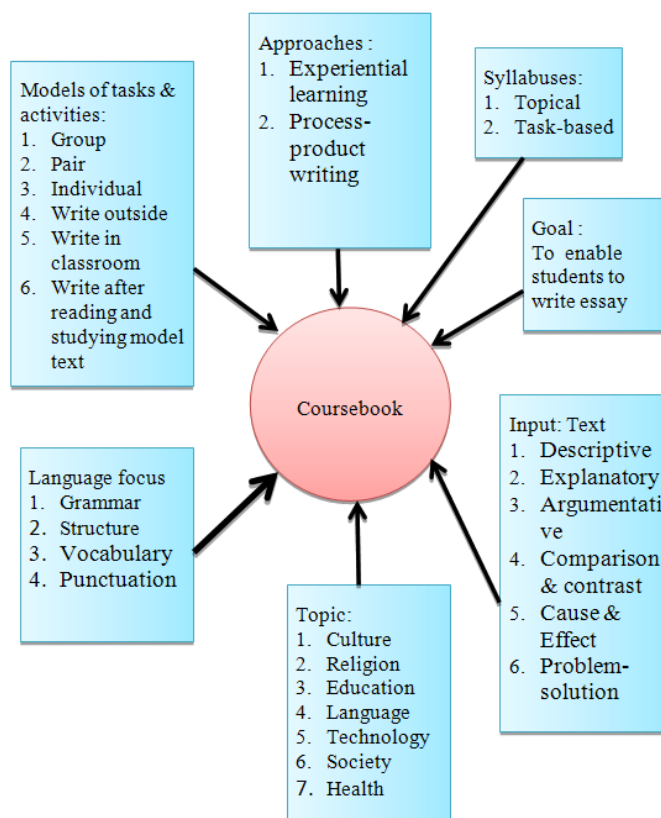 Models of tasks &
activities:
1. Group
2. Pair
3. Individual
4. Write outside
5. Write in
classroom
6. Write after
reading and
studying model
text
Approaches :
1. Experiential
learning
2. Process-
product
writing
Syllabuses:
1. Topical
2. Task-based
Goal :
To enable
students to
write essay
Coursebook
Language focus
1. Grammar
2. Structure
3. Vocabulary
4. Punctuation
Topic:
1. Culture
2. Religion
3. Education
4. Language
5. Technology
6. Society
7. Health
Input: Text
1. Descriptive
2. Explanatory
3. Argumentati
ve
4. Comparison
& contrast
5. Cause &
Effect
6. Problem-
solution